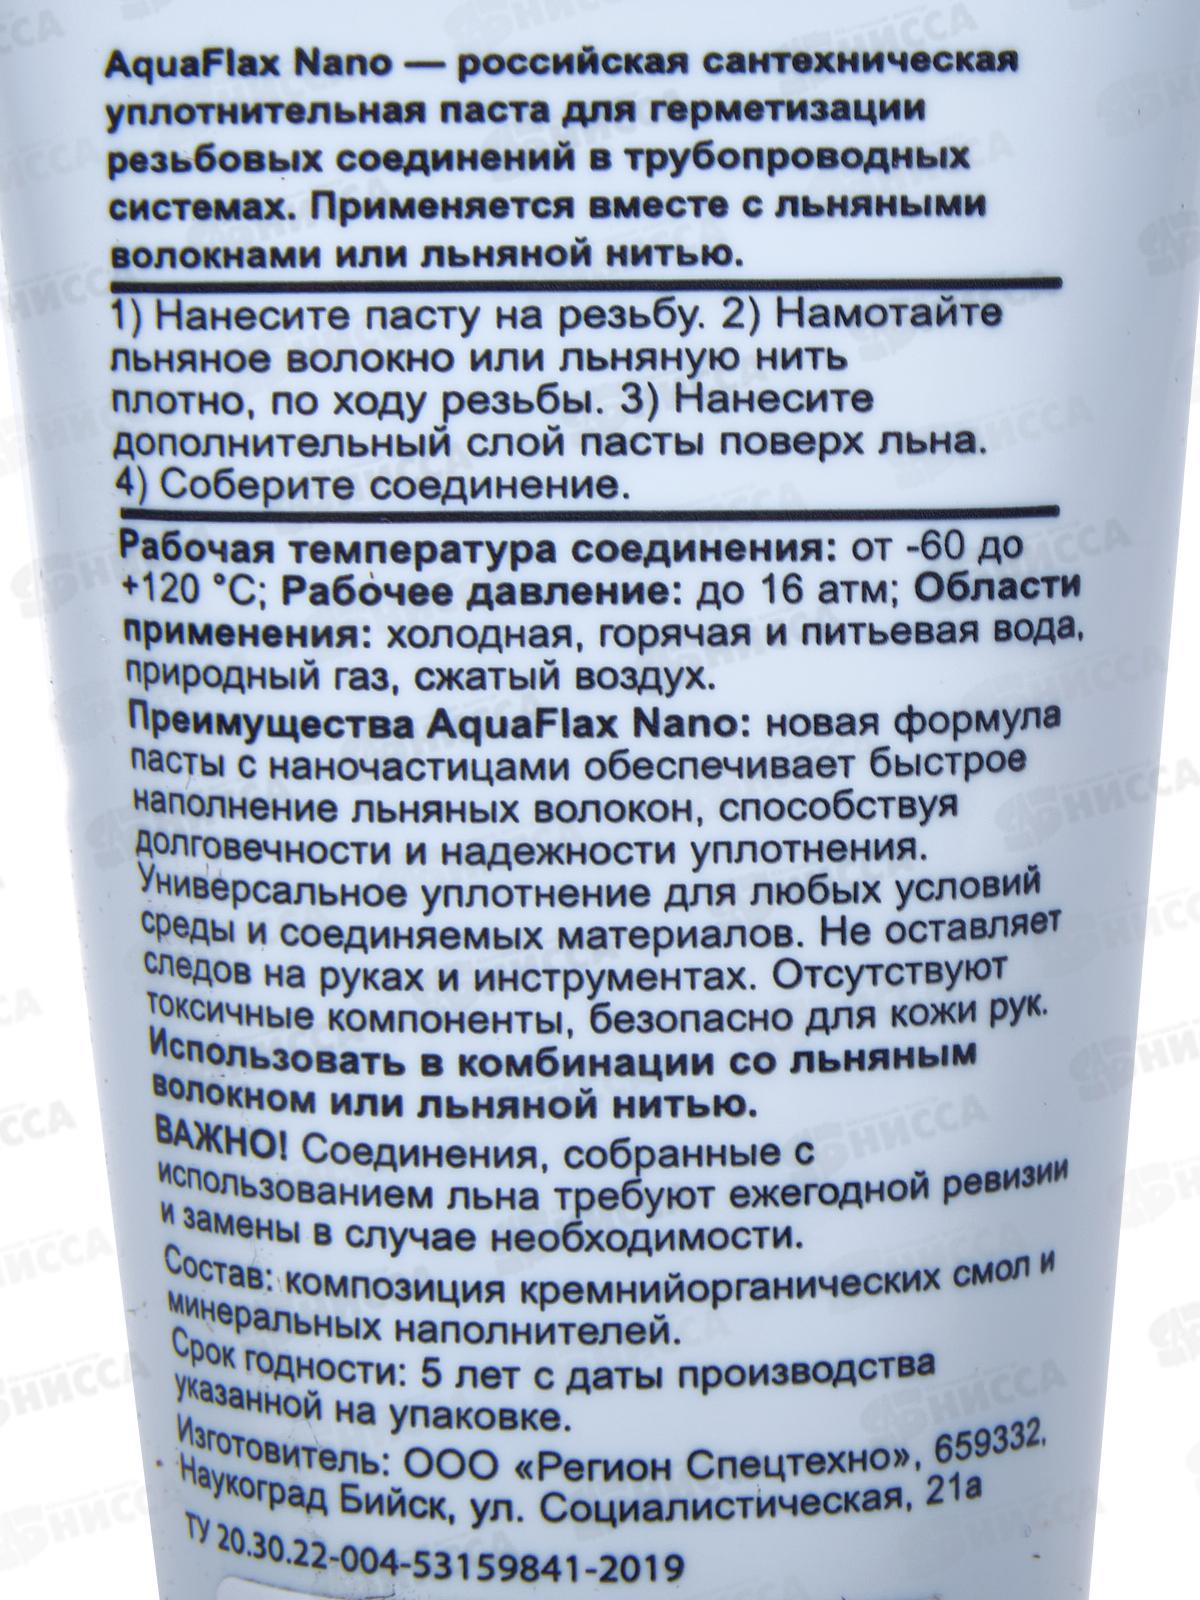 AquaFlax Nano — российская сантехническая
уплотнительная паста для герметизации
резьбовых соединений в трубопроводных
системах. Применяется вместе с льняными
волокнами или льняной нитью.
1) Нанесите пасту на резьбу. 2) Намотайте
льняное волокно или льняную нить
плотно, по ходу резьбы. 3) Нанесите
дополнительный слой пасты поверх льна.
4) Соберите соединение.
Рабочая температура соединения: от -60 до
+120 °С; Рабочее давление: до 16 атм; Области
применения: холодная, горячая и питьевая вода,
природный газ, сжатый воздух.
Преимущества AquaFlax Nano: новая формула
пасты с наночастицами обеспечивает быстрое
наполнение льняных волокон, способствуя
долговечности и надежности уплотнения.
Универсальное уплотнение для любых условий
среды и соединяемых материалов. Не оставляет
следов на руках и инструментах. Отсутствуют
токсичные компоненты, безопасно для кожи рук.
Использовать в комбинации со льняным
волокном или льняной нитью.
ВАЖНО! Соединения, собранные с
использованием льна требуют ежегодной ревизии
и замены в случае необходимости.
Состав: композиция кремнийорганических смол и
минеральных наполнителей.
Срок годности: 5 лет с даты производства
указанной на упаковке.
Изготовитель: ООО «Регион Спецтехно», 659332,
Наукоград Бийск, ул. Социалистическая, 21а
ТУ 20.30.22-004-53159841-2019